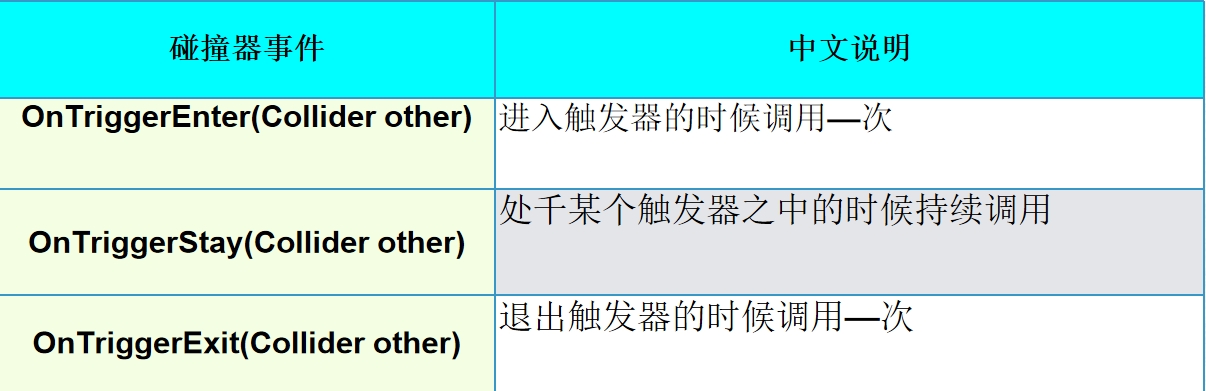 碰撞器事件
中文说明
OnTriggerEnter(Collider other)
进入触发器的时候调用—次
OnTriggerStay(Collider other)
处千某个触发器之中的时候持续调用
OnTriggerExit(Collider other)
退出触发器的时候调用—次